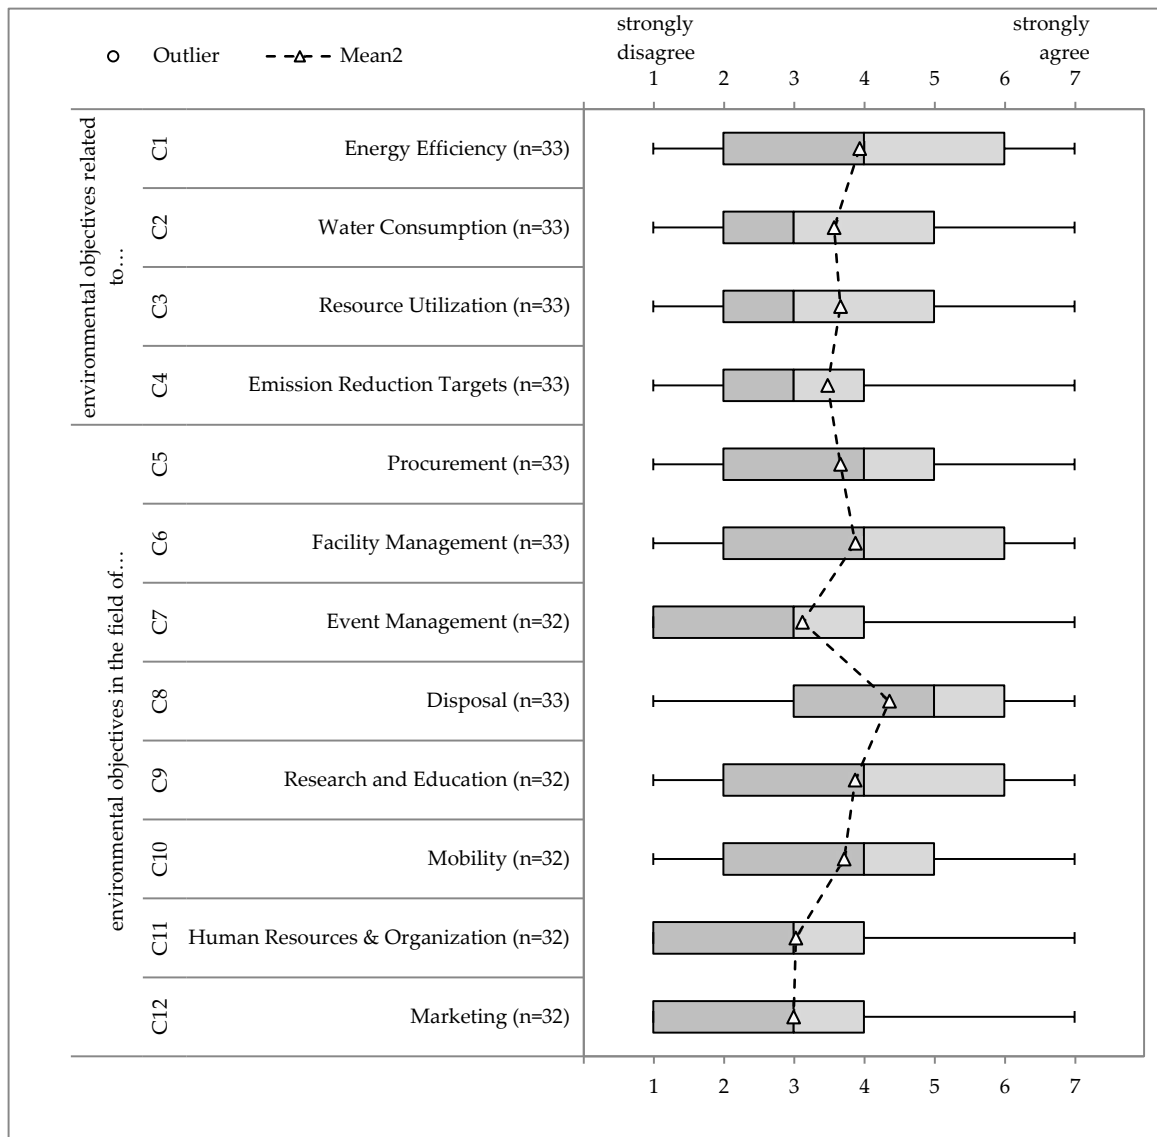 strongly disagree
strongly agree
Outlier
Mean2
1 2 3 4 5 6 7
environmental objectives related to…
C1 Energy Efficiency (n=33)
C2 Water Consumption (n=33)
C3 Resource Utilization (n=33)
C4 Emission Reduction Targets (n=33)
environmental objectives in the field of…
C5 Procurement (n=33)
C6 Facility Management (n=33)
C7 Event Management (n=32)
C8 Disposal (n=33)
C9 Research and Education (n=32)
C10 Mobility (n=32)
C11 Human Resources & Organization (n=32)
C12 Marketing (n=32)
1 2 3 4 5 6 7